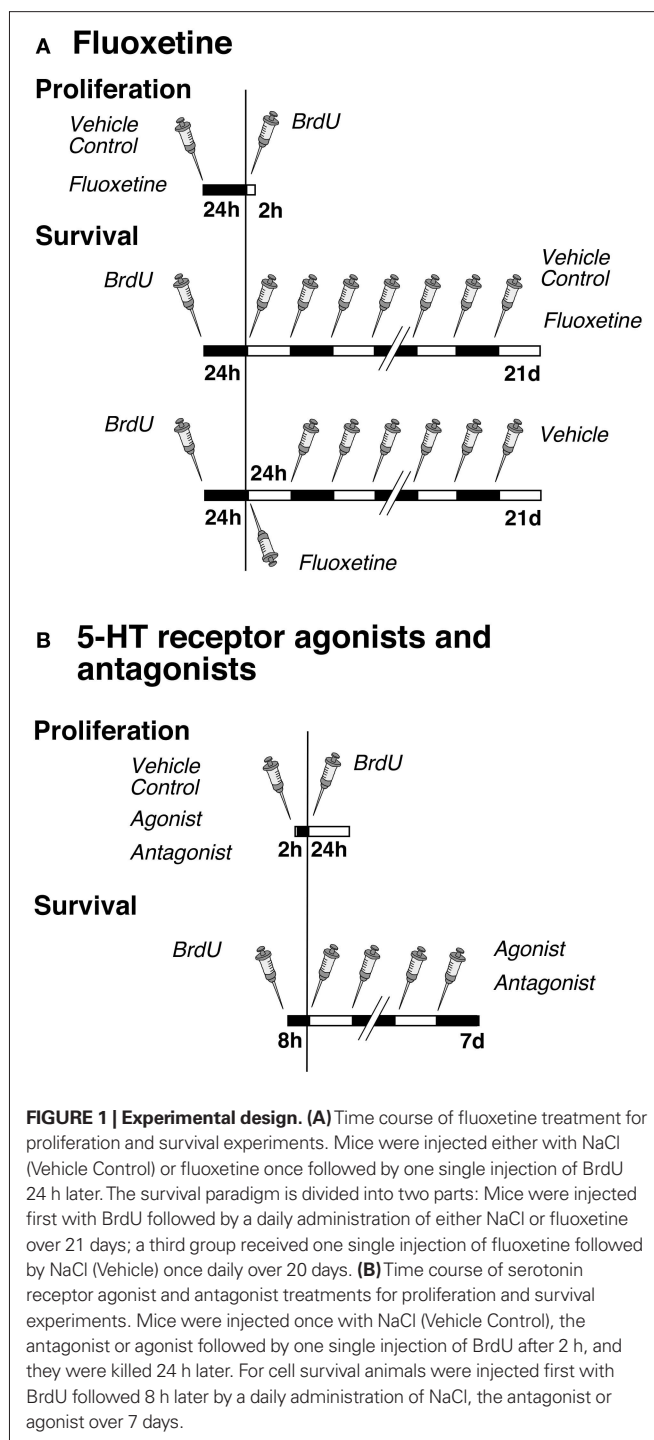 A Fluoxetine
Proliferation
Vehicle
Control
BrdU
Fluoxetine
24h 2h
Survival
BrdU
Vehicle
Control
Fluoxetine
24h
21d
BrdU
Vehicle
24h
24h
21d
Fluoxetine
B 5-HT receptor agonists and
antagonists
Proliferation
Vehicle
Control
BrdU
Agonist
Antagonist
2h 24h
Survival
BrdU
Agonist
Antagonist
8h
7d
FIGURE 1 | Experimental design. (A) Time course of fluoxetine treatment for
proliferation and survival experiments. Mice were injected either with NaCl
(Vehicle Control) or fluoxetine once followed by one single injection of BrdU
24 h later. The survival paradigm is divided into two parts: Mice were injected
first with BrdU followed by a daily administration of either NaCl or fluoxetine
over 21 days; a third group received one single injection of fluoxetine followed
by NaCl (Vehicle) once daily over 20 days. (B) Time course of serotonin
receptor agonist and antagonist treatments for proliferation and survival
experiments. Mice were injected once with NaCl (Vehicle Control), the
antagonist or agonist followed by one single injection of BrdU after 2 h, and
they were killed 24 h later. For cell survival animals were injected first with
BrdU followed 8 h later by a daily administration of NaCl, the antagonist or
agonist over 7 days.